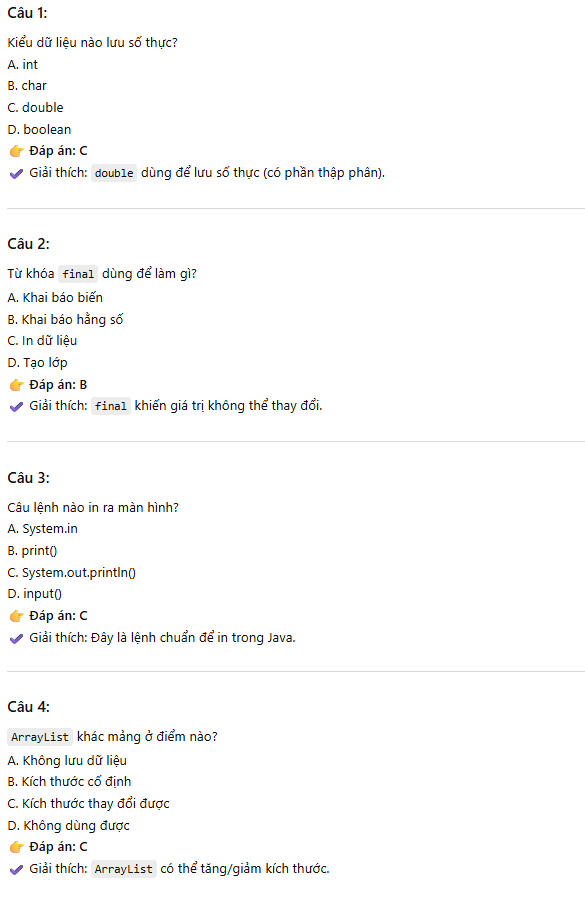 Câu 1:
Kiểu dữ liệu nào lưu số thực?
A. int
B. char
C. double
D. boolean
👉 Đáp án: C
✔ Giải thích: double dùng để lưu số thực (có phần thập phân).
Câu 2:
Từ khóa final dùng để làm gì?
A. Khai báo biến
B. Khai báo hằng số
C. In dữ liệu
D. Tạo lớp
👉 Đáp án: B
✔ Giải thích: final khiến giá trị không thể thay đổi.
Câu 3:
Câu lệnh nào in ra màn hình?
A. System.in
B. print()
C. System.out.println()
D. input()
👉 Đáp án: C
✔ Giải thích: Đây là lệnh chuẩn để in trong Java.
Câu 4:
ArrayList khác mảng ở điểm nào?
A. Không lưu dữ liệu
B. Kích thước cố định
C. Kích thước thay đổi được
D. Không dùng được
👉 Đáp án: C
✔ Giải thích: ArrayList có thể tăng/giảm kích thước.